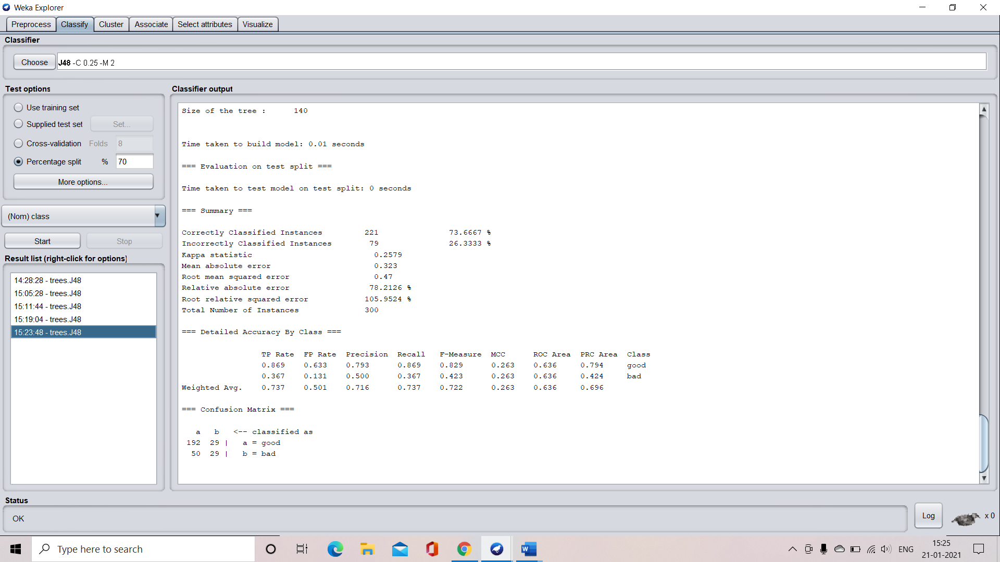 Weka Explorer
Preprocess Classify Cluster Associate Select attributes Visualize
Classifier
Choose J48 -C 0.25 -M 2
Test options
Use training set
Supplied test set Set...
Cross-validation Folds 8
Percentage split % 70
More options...
(Nom) class
Start Stop
Result list (right-click for options)
14:28:28 - trees.J48
15:05:28 - trees.J48
15:11:44 - trees.J48
15:19:04 - trees.J48
15:23:48 - trees.J48
Classifier output
Size of the tree : 140
Time taken to build model: 0.01 seconds
=== Evaluation on test split ===
Time taken to test model on test split: 0 seconds
=== Summary ===
Correctly Classified Instances 221 73.6667 %
Incorrectly Classified Instances 79 26.3333 %
Kappa statistic 0.2579
Mean absolute error 0.323
Root mean squared error 0.47
Relative absolute error 78.2126 %
Root relative squared error 105.9524 %
Total Number of Instances 300
=== Detailed Accuracy By Class ===
TP Rate FP Rate Precision Recall F-Measure MCC ROC Area PRC Area Class
0.869 0.633 0.793 0.869 0.829 0.263 0.636 0.794 good
0.367 0.131 0.500 0.367 0.423 0.263 0.636 0.424 bad
Weighted Avg. 0.737 0.501 0.716 0.737 0.722 0.263 0.636 0.696
=== Confusion Matrix ===
a b <-- classified as
192 29 | a = good
50 29 | b = bad
Status
OK
Log
x 0
Type here to search
ENG
15:25
21-01-2021